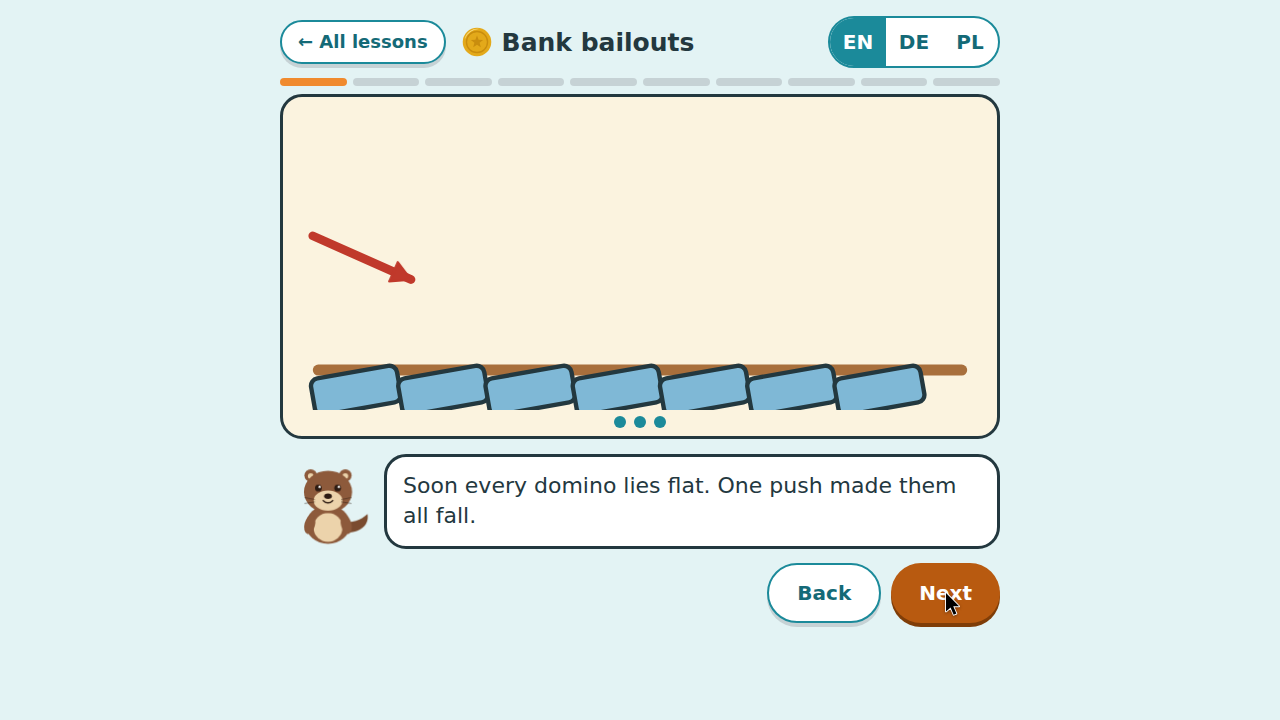 ← All lessons
Bank bailouts
EN DE PL
Soon every domino lies flat. One push made them
all fall.
Back
Next